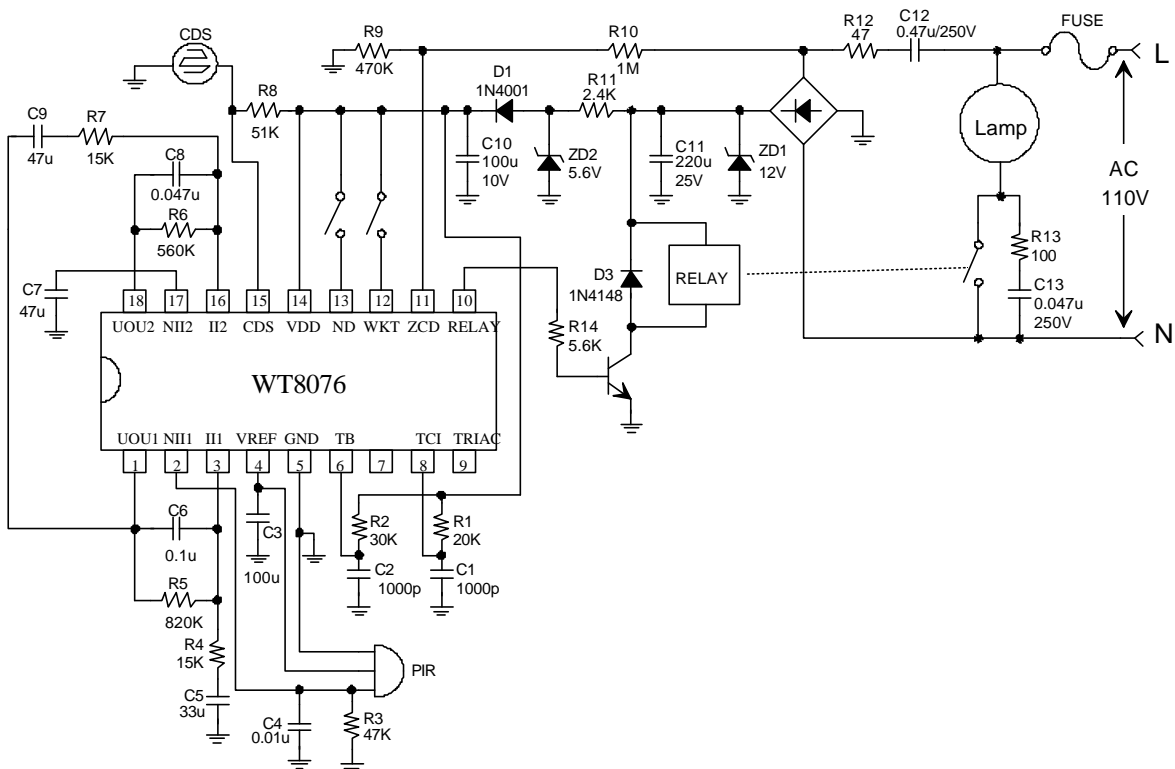 CDS
R9
470K
R10
1M
R12
47
C12
0.47u/250V
FUSE
L
D1
1N4001
R11
2.4K
R8
51K
C9
47u
R7
15K
C8
0.047u
R6
560K
C10
100u
10V
ZD2
5.6V
C11
220u
25V
ZD1
12V
Lamp
AC
110V
R13
100
C13
0.047u
250V
N
D3
1N4148
RELAY
R14
5.6K
C7
47u
18
17
16
15
14
13
12
11
10
UOU2
NII2
II2
CDS
VDD
ND
WKT
ZCD
RELAY
WT8076
UOU1
NII1
II1
VREF
GND
TB
TCI
TRIAC
1
2
3
4
5
6
7
8
9
C6
0.1u
R5
820K
R4
15K
C5
33u
C3
100u
R2
30K
R1
20K
C2
1000p
C1
1000p
PIR
C4
0.01u
R3
47K